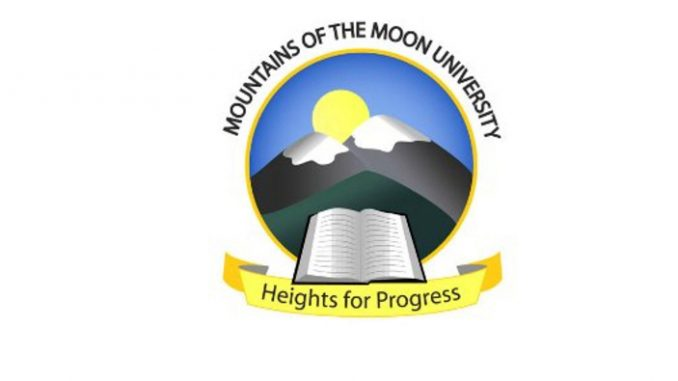 MOUNTAINS OF THE MOON UNIVERSITY
Heights for Progress